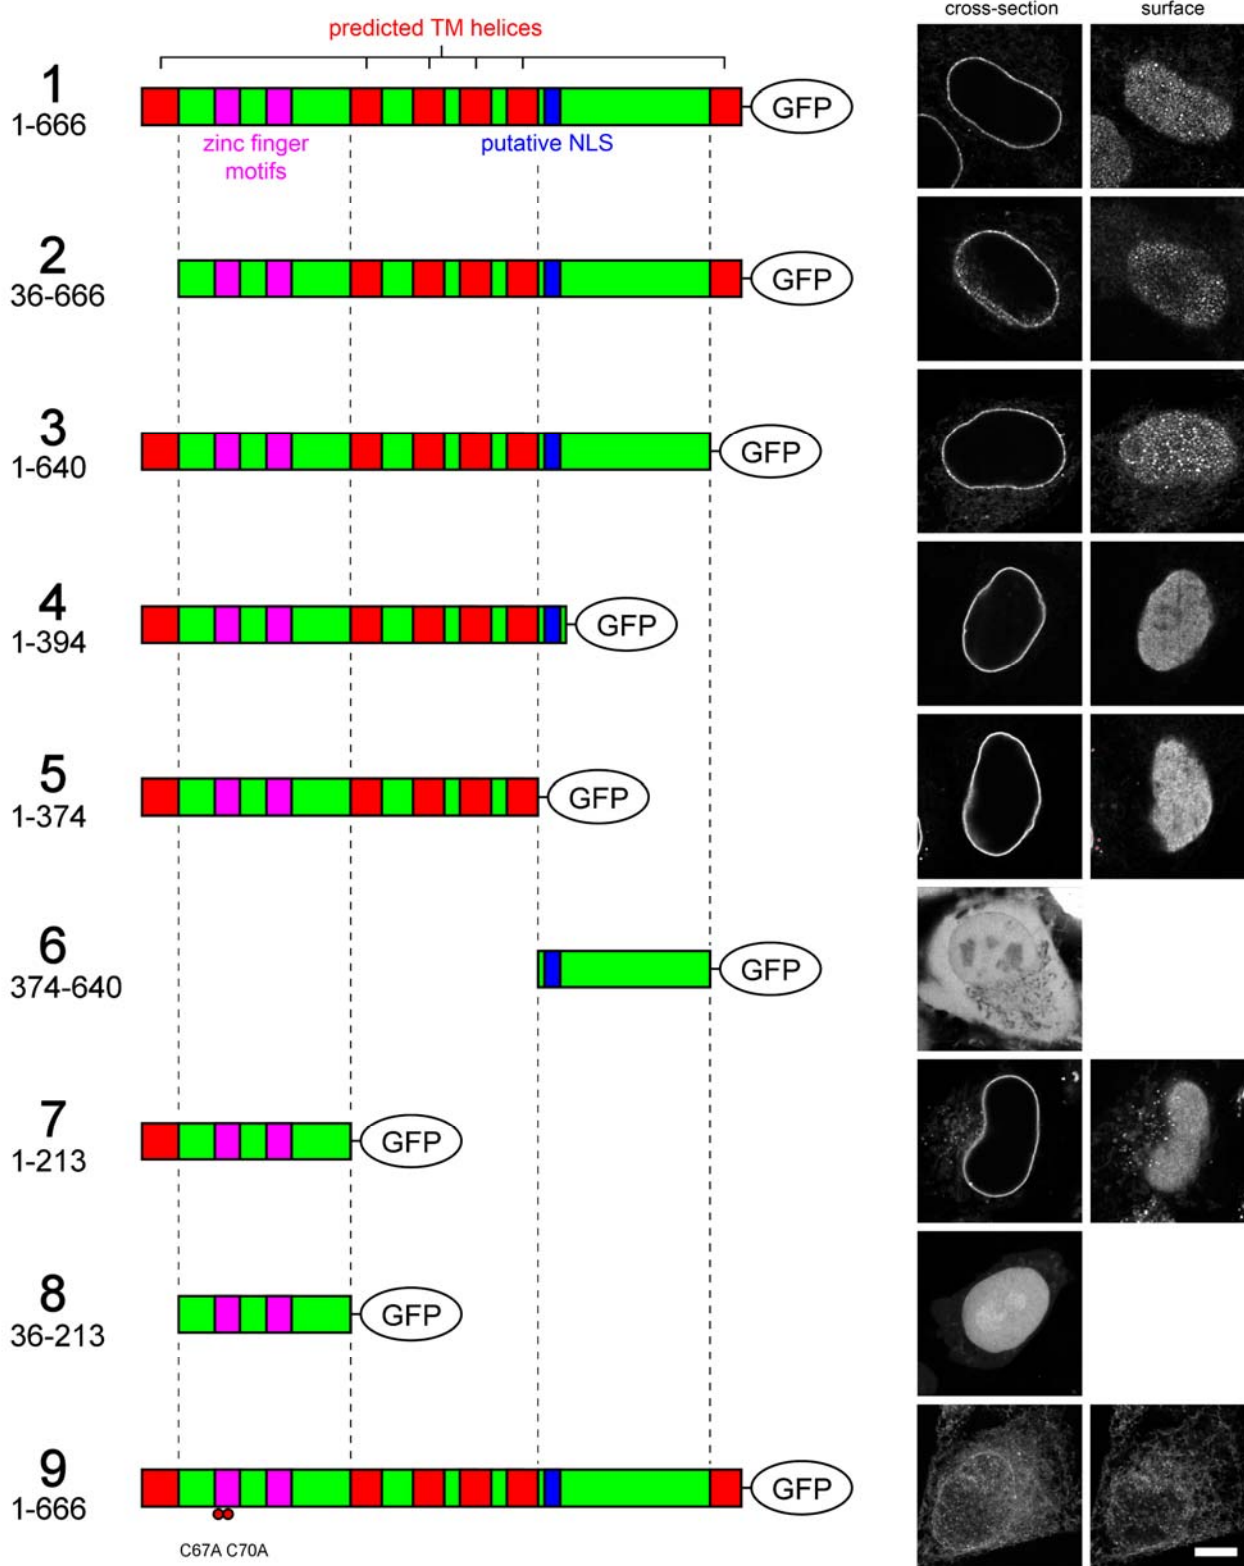 cross-section surface
predicted TM helices
1
1-666
GFP
zinc finger
motifs
putative NLS
2
36-666
GFP
3
1-640
GFP
4
1-394
GFP
5
1-374
GFP
6
374-640
GFP
7
1-213
GFP
8
36-213
GFP
9
1-666
GFP
C67A C70A